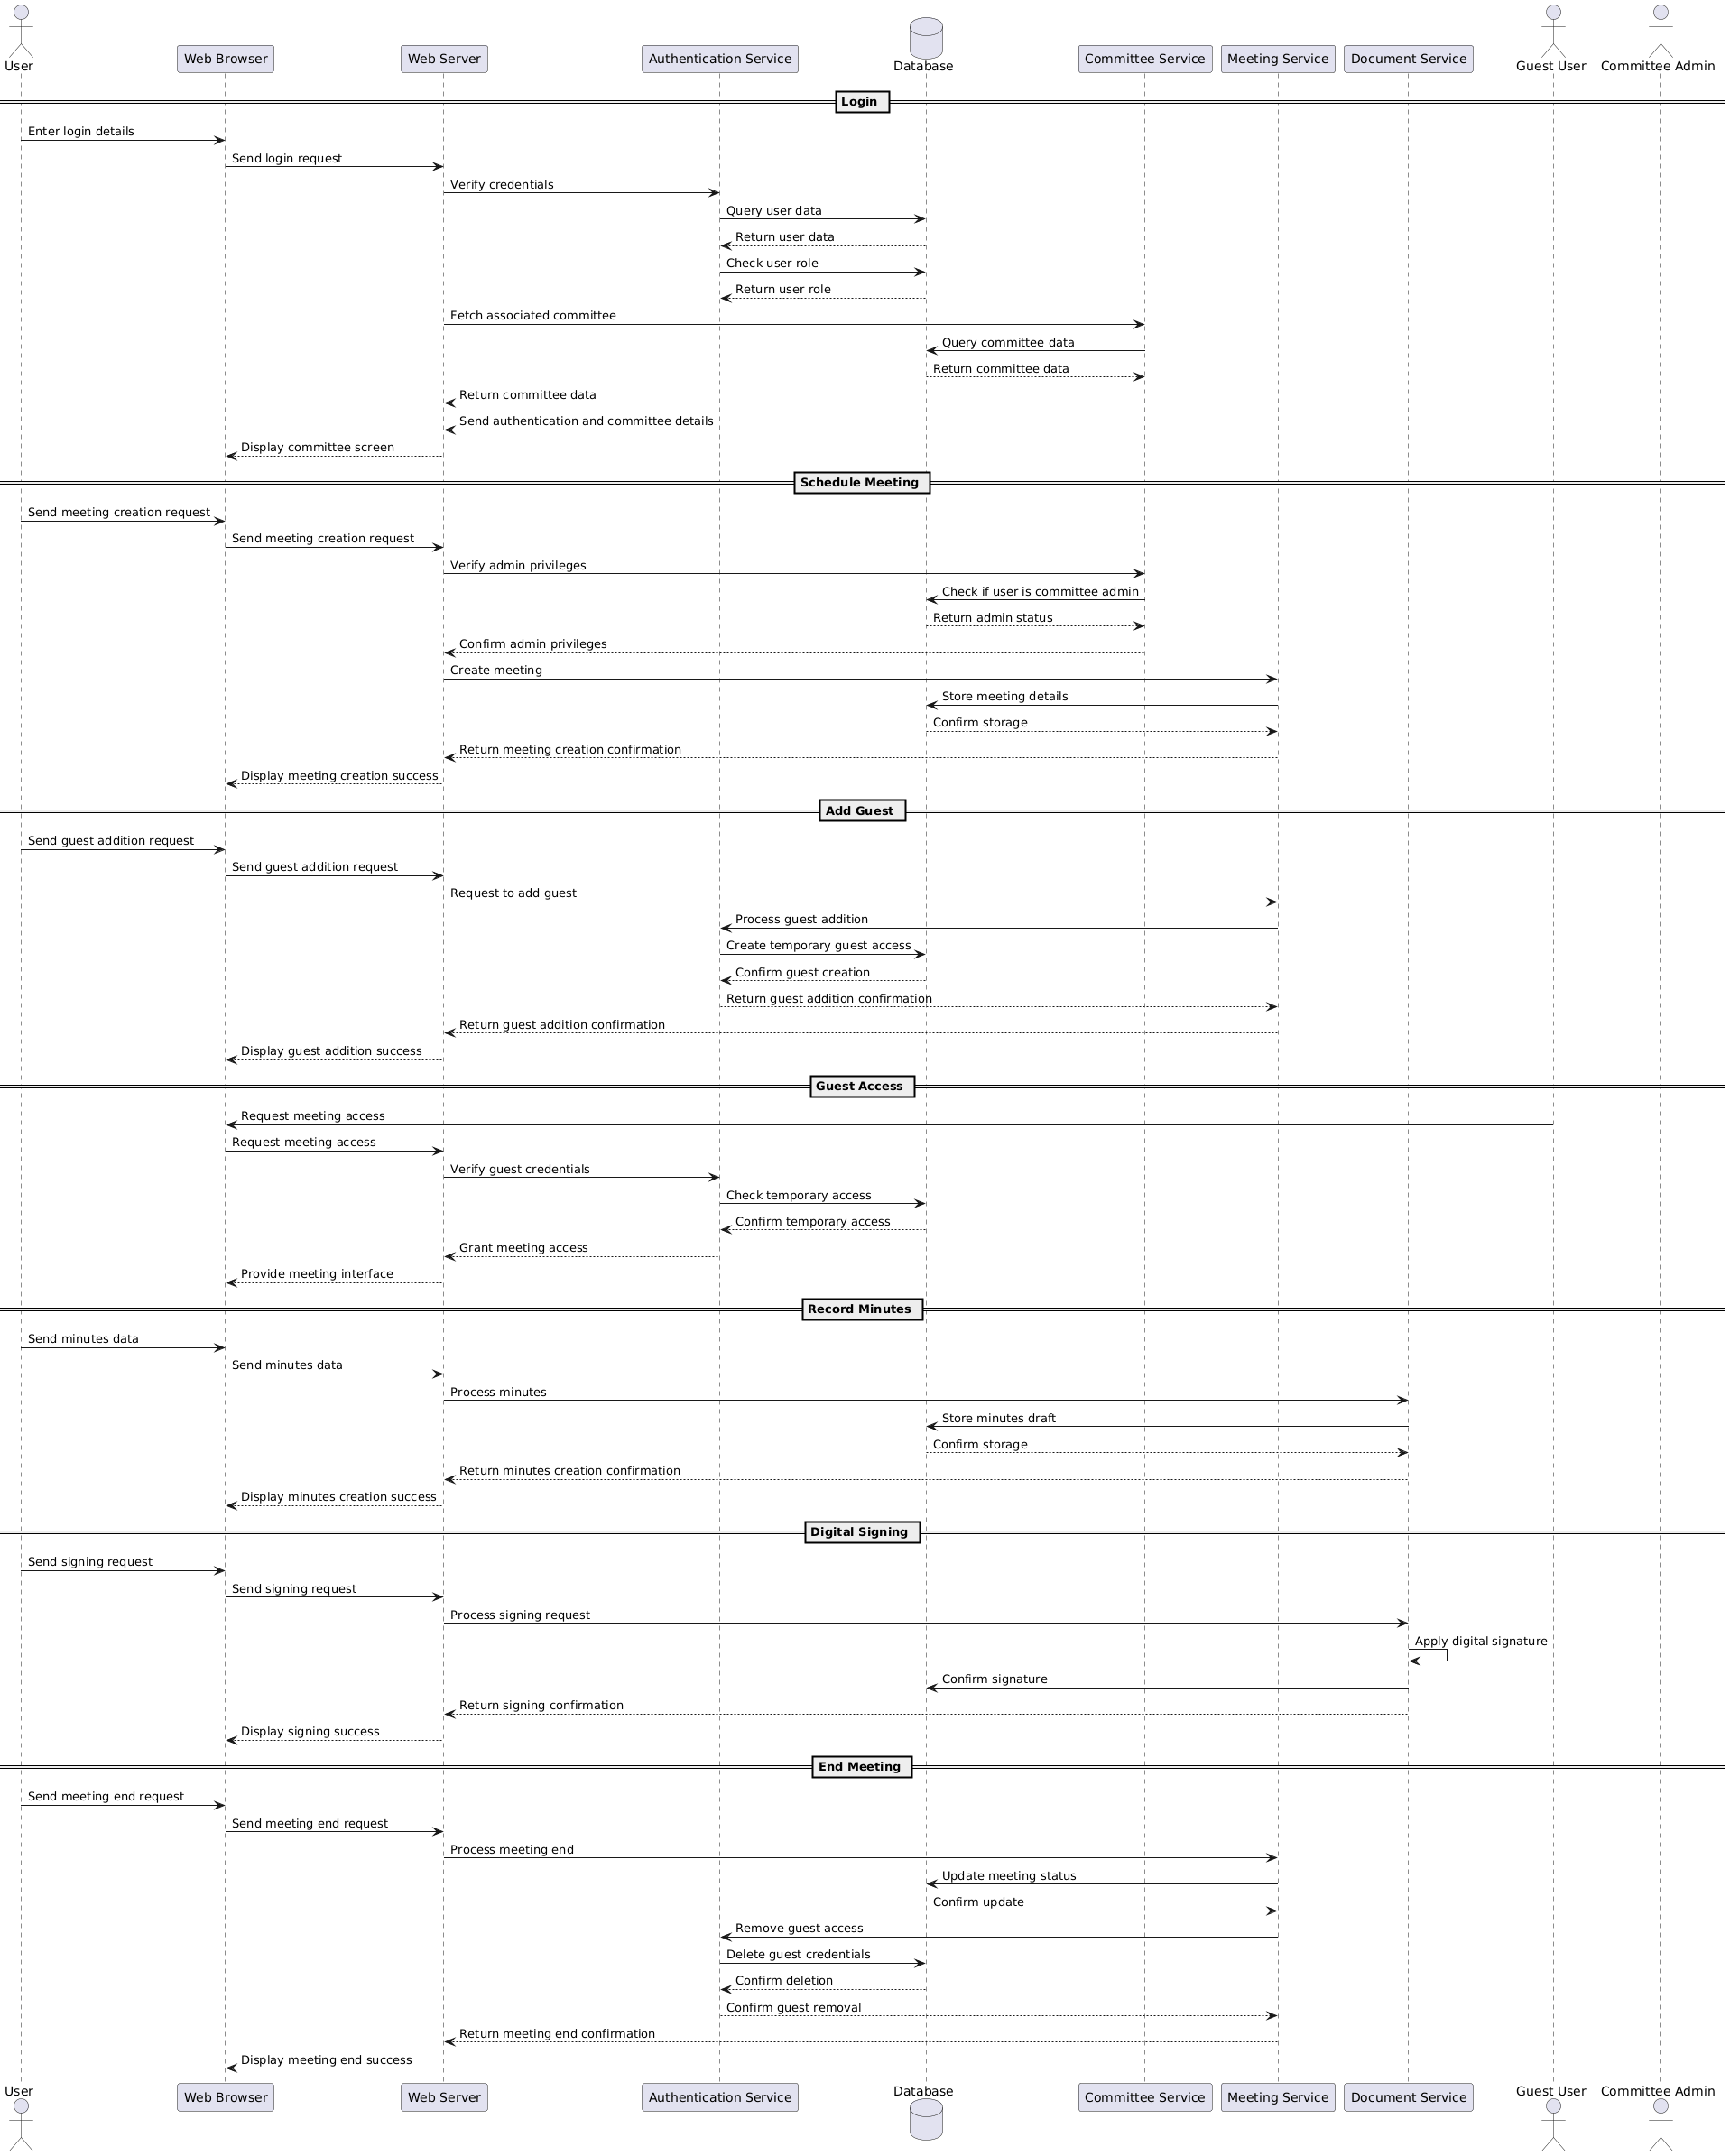 User
Web Browser
Web Server
Authentication Service
Database
Committee Service
Meeting Service
Document Service
Guest User
Committee Admin
Login
Enter login details
Send login request
Verify credentials
Query user data
Return user data
Check user role
Return user role
Fetch associated committee
Query committee data
Return committee data
Return committee data
Send authentication and committee details
Display committee screen
Schedule Meeting
Send meeting creation request
Send meeting creation request
Verify admin privileges
Check if user is committee admin
Return admin status
Confirm admin privileges
Create meeting
Store meeting details
Confirm storage
Return meeting creation confirmation
Display meeting creation success
Add Guest
Send guest addition request
Send guest addition request
Request to add guest
Process guest addition
Create temporary guest access
Confirm guest creation
Return guest addition confirmation
Return guest addition confirmation
Display guest addition success
Guest Access
Request meeting access
Request meeting access
Verify guest credentials
Check temporary access
Confirm temporary access
Grant meeting access
Provide meeting interface
Record Minutes
Send minutes data
Send minutes data
Process minutes
Store minutes draft
Confirm storage
Return minutes creation confirmation
Display minutes creation success
Digital Signing
Send signing request
Send signing request
Process signing request
Apply digital signature
Confirm signature
Return signing confirmation
Display signing success
End Meeting
Send meeting end request
Send meeting end request
Process meeting end
Update meeting status
Confirm update
Remove guest access
Delete guest credentials
Confirm deletion
Confirm guest removal
Return meeting end confirmation
Display meeting end success
User
Web Browser
Web Server
Authentication Service
Database
Committee Service
Meeting Service
Document Service
Guest User
Committee Admin